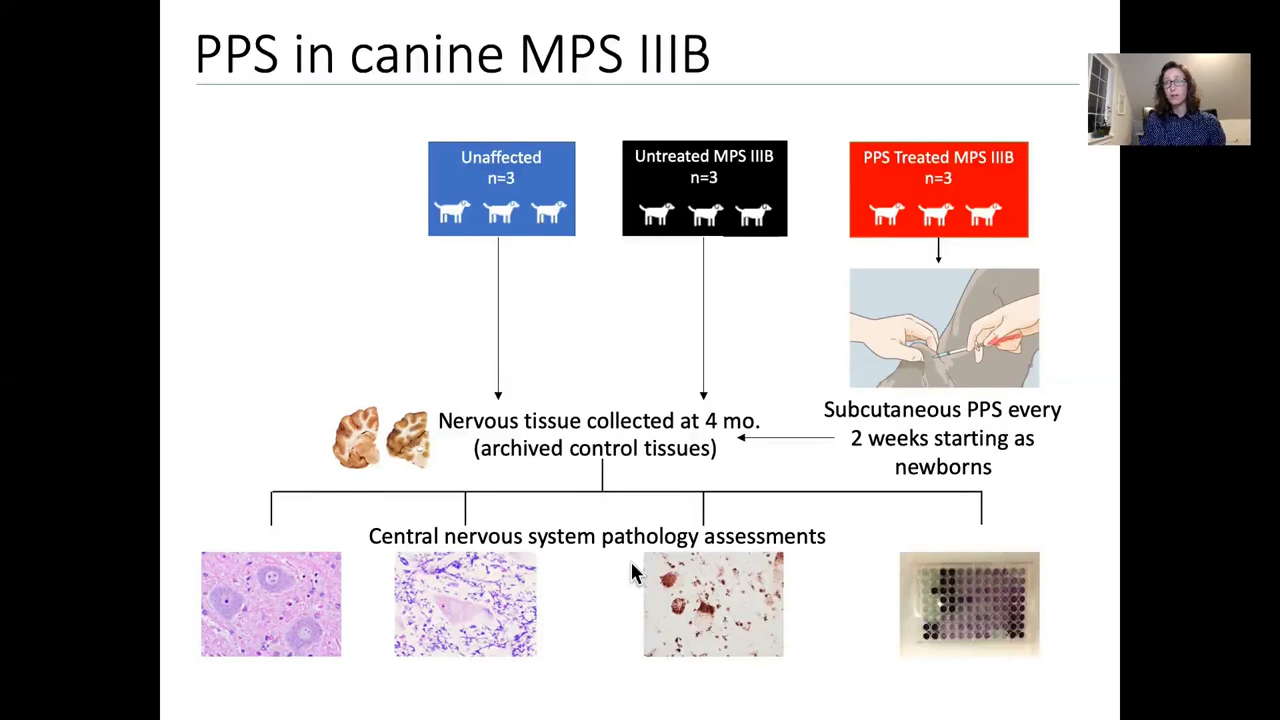 PPS in canine MPS IIIB
Unaffected
n=3
Untreated MPS IIIB
n=3
PPS Treated MPS IIIB
n=3
Subcutaneous PPS every
2 weeks starting as
newborns
Nervous tissue collected at 4 mo.
(archived control tissues)
Central nervous system pathology assessments